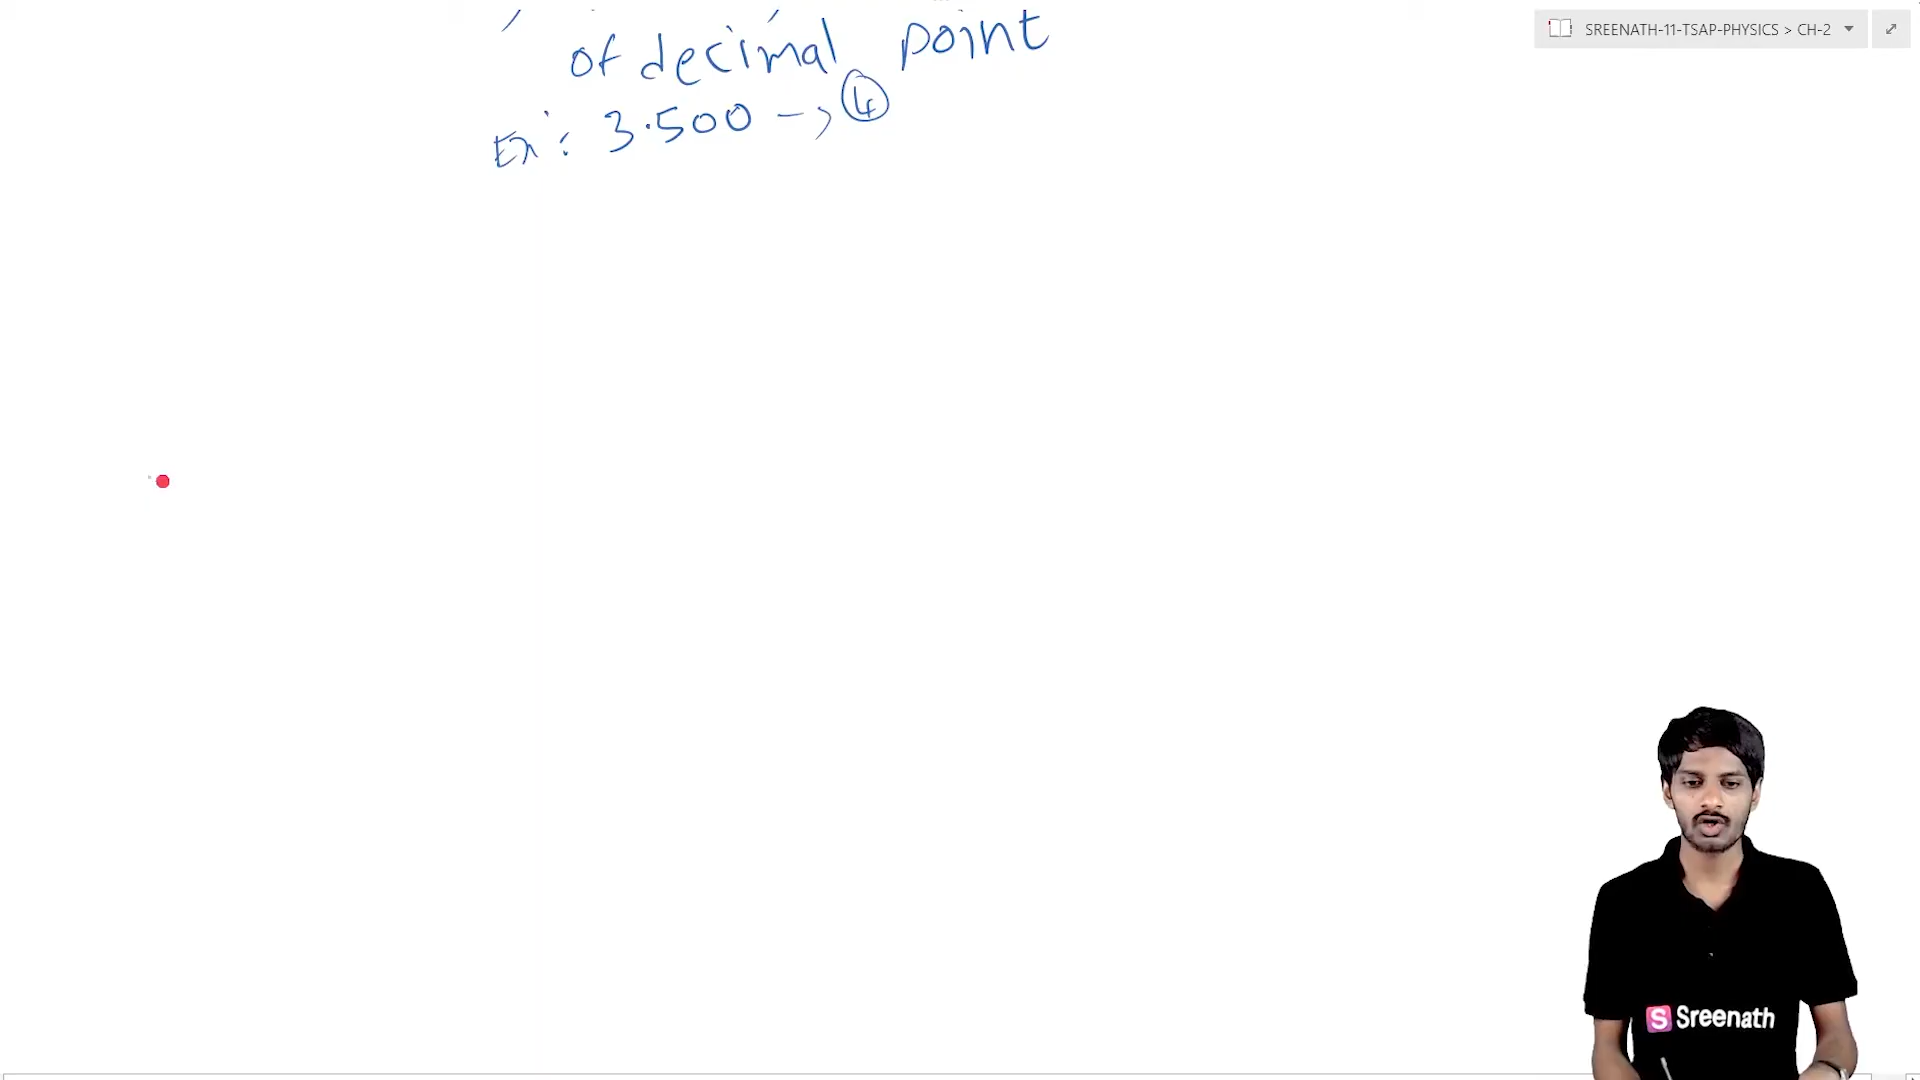 SREENATH-11-TSAP-PHYSICS > CH-2
of decimal point
Ex: 3.500 -> 4
S Sreenath